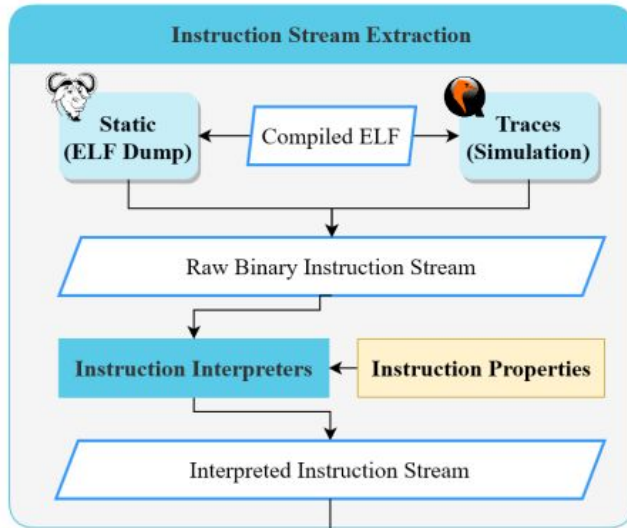 Instruction Stream Extraction
Static
(ELF Dump)
Compiled ELF
Traces
(Simulation)
Raw Binary Instruction Stream
Instruction Interpreters
Instruction Properties
Interpreted Instruction Stream